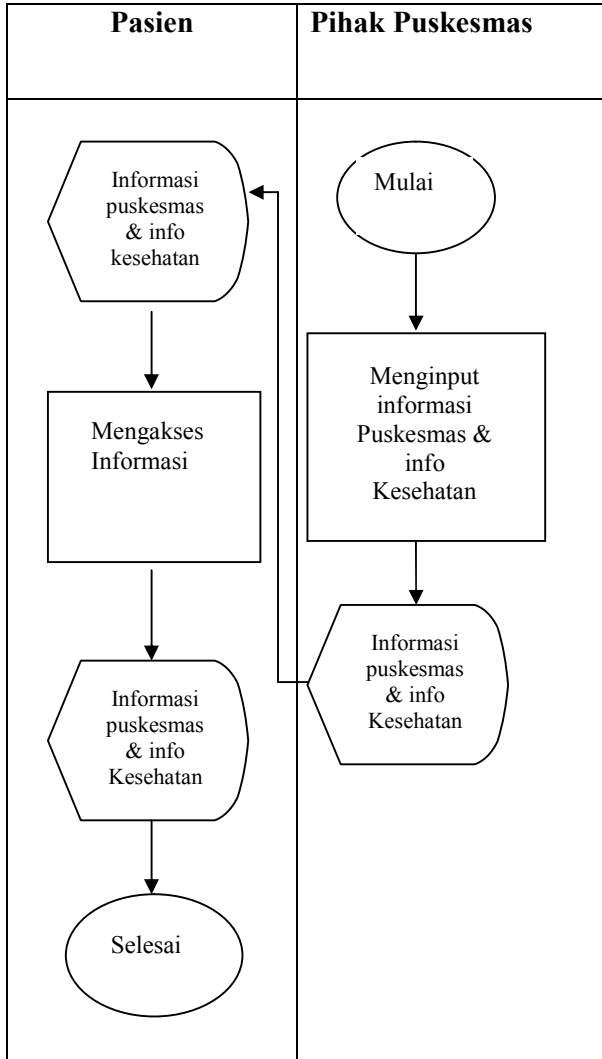 Pasien
Pihak Puskesmas
Informasi
puskesmas
& info
kesehatan
Mulai
Mengakses
Informasi
Menginput
informasi
Puskesmas &
info
Kesehatan
Informasi
puskesmas
& info
Kesehatan
Informasi
puskesmas
& info
Kesehatan
Selesai